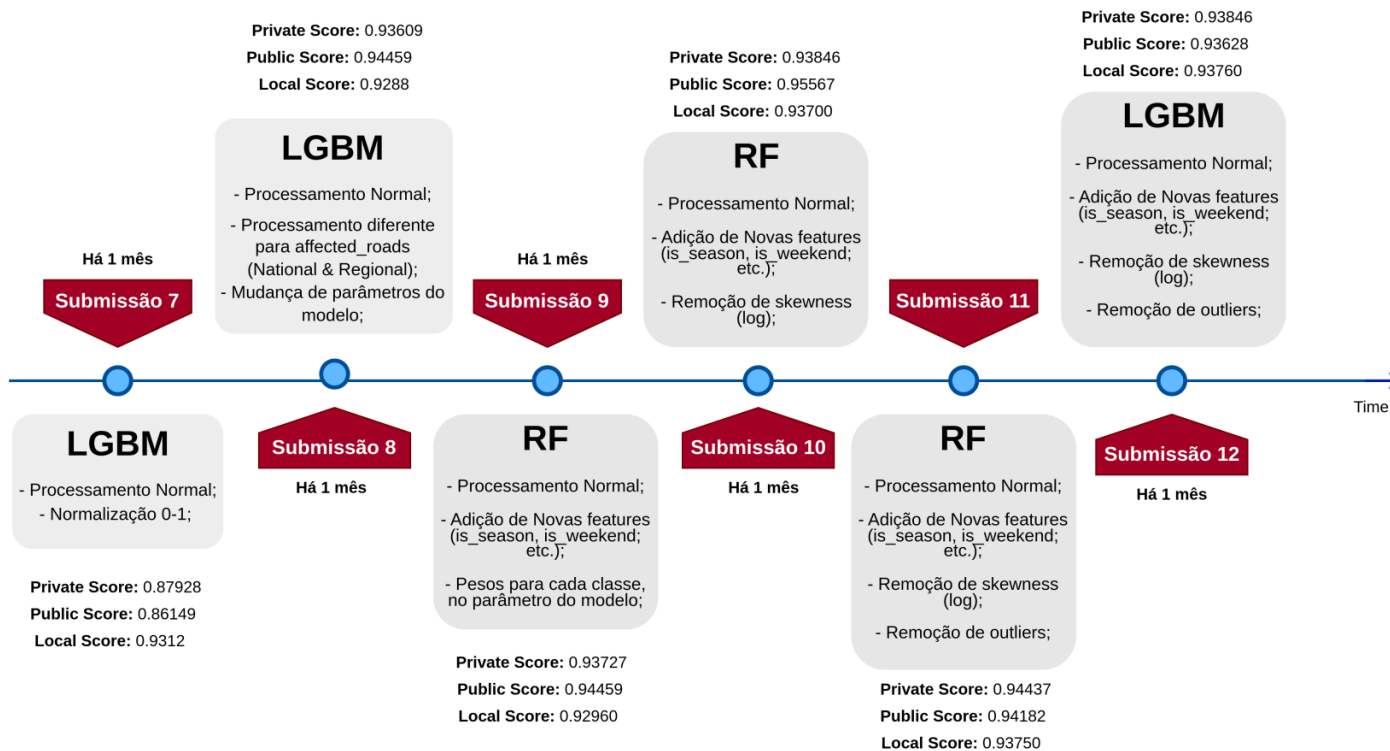 Há 1 mês
Submissão 7
LGBM
- Processamento Normal;
- Normalização 0-1;
Private Score: 0.87928
Public Score: 0.86149
Local Score: 0.9312
Private Score: 0.93609
Public Score: 0.94459
Local Score: 0.9288
LGBM
- Processamento Normal;
- Processamento diferente
para affected_roads
(National & Regional);
- Mudança de parâmetros do
modelo;
Submissão 8
Há 1 mês
Há 1 mês
Submissão 9
RF
- Processamento Normal;
- Adição de Novas features
(is_season, is_weekend;
etc.);
- Pesos para cada classe,
no parâmetro do modelo;
Private Score: 0.93727
Public Score: 0.94459
Local Score: 0.92960
Private Score: 0.93846
Public Score: 0.95567
Local Score: 0.93700
RF
- Processamento Normal;
- Adição de Novas features
(is_season, is_weekend;
etc.);
- Remoção de skewness
(log);
Submissão 10
Há 1 mês
Submissão 11
RF
- Processamento Normal;
- Adição de Novas features
(is_season, is_weekend;
etc.);
- Remoção de skewness
(log);
- Remoção de outliers;
Private Score: 0.94437
Public Score: 0.94182
Local Score: 0.93750
Private Score: 0.93846
Public Score: 0.93628
Local Score: 0.93760
LGBM
- Processamento Normal;
- Adição de Novas features
(is_season, is_weekend;
etc.);
- Remoção de skewness
(log);
- Remoção de outliers;
Submissão 12
Há 1 mês
Time